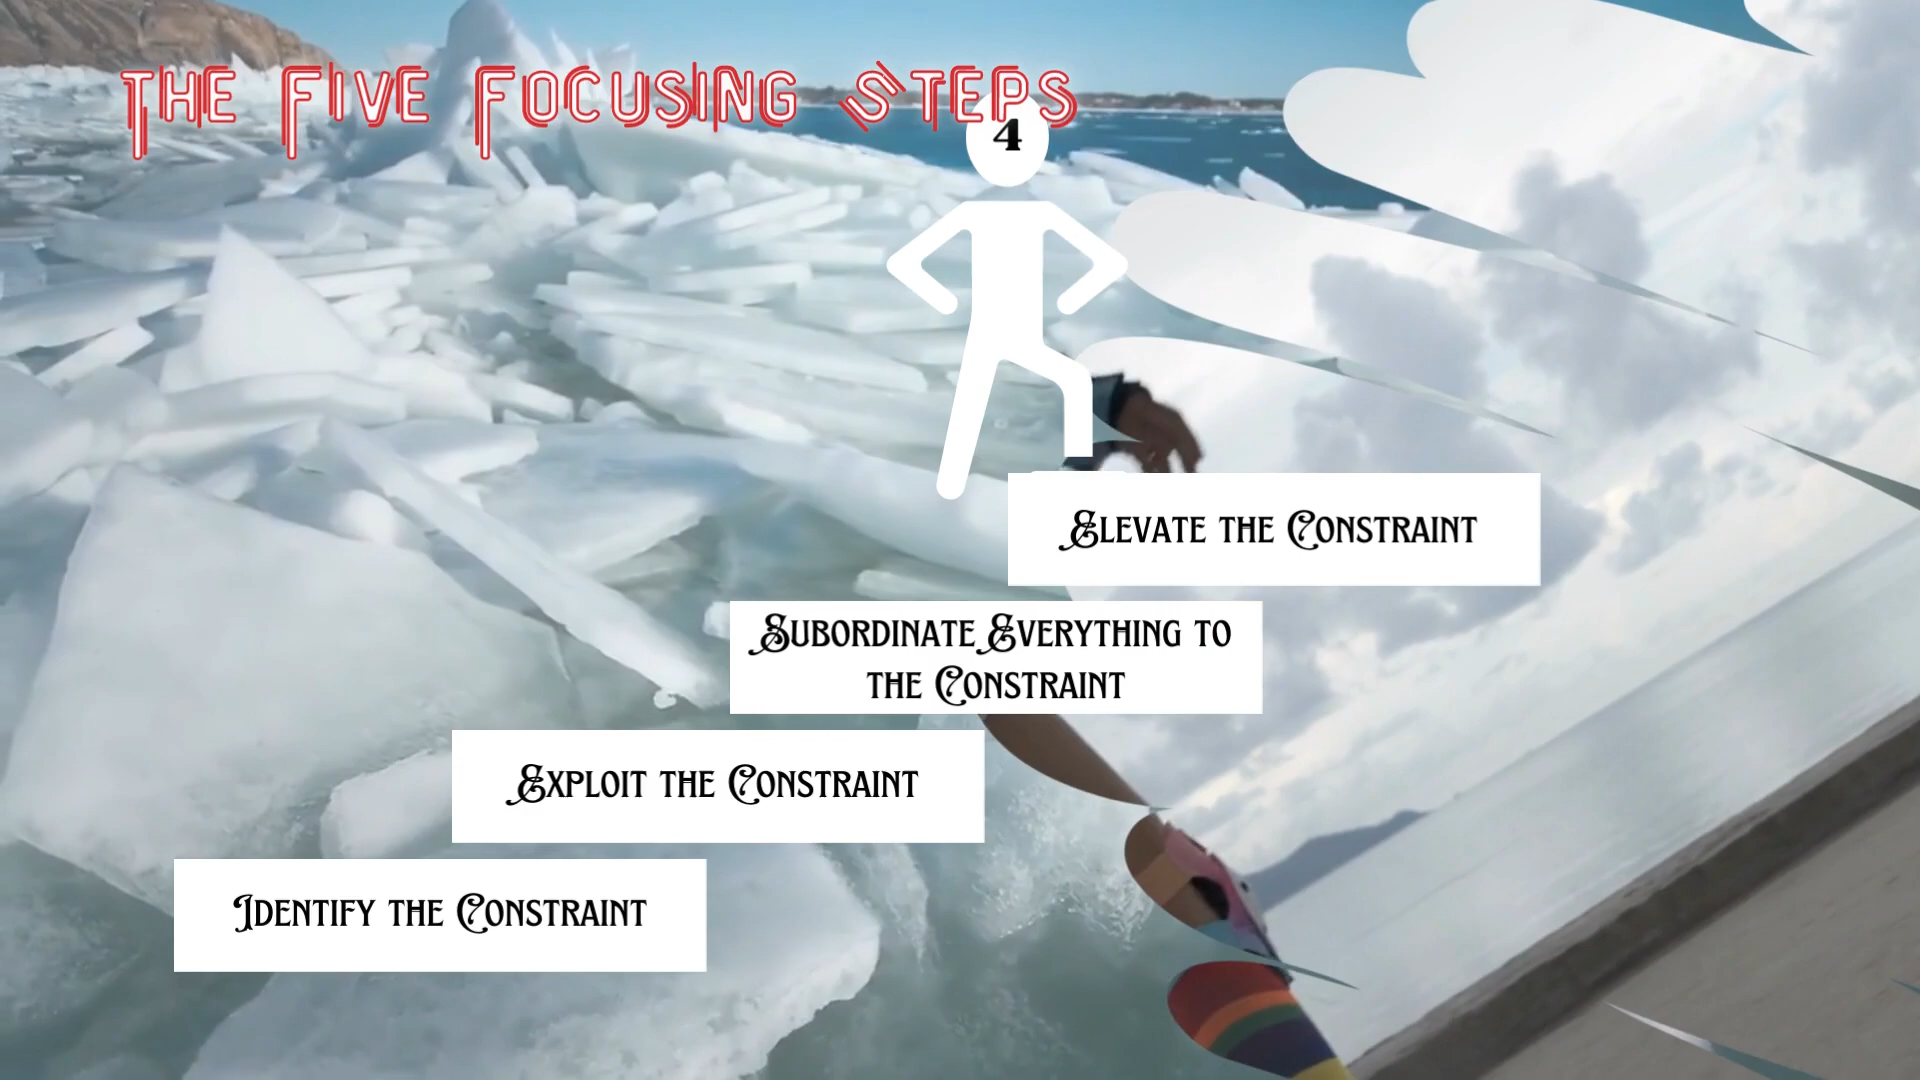 The Five Focusing Steps
4
Elevate the Constraint
Subordinate Everything to
the Constraint
Exploit the Constraint
Identify the Constraint